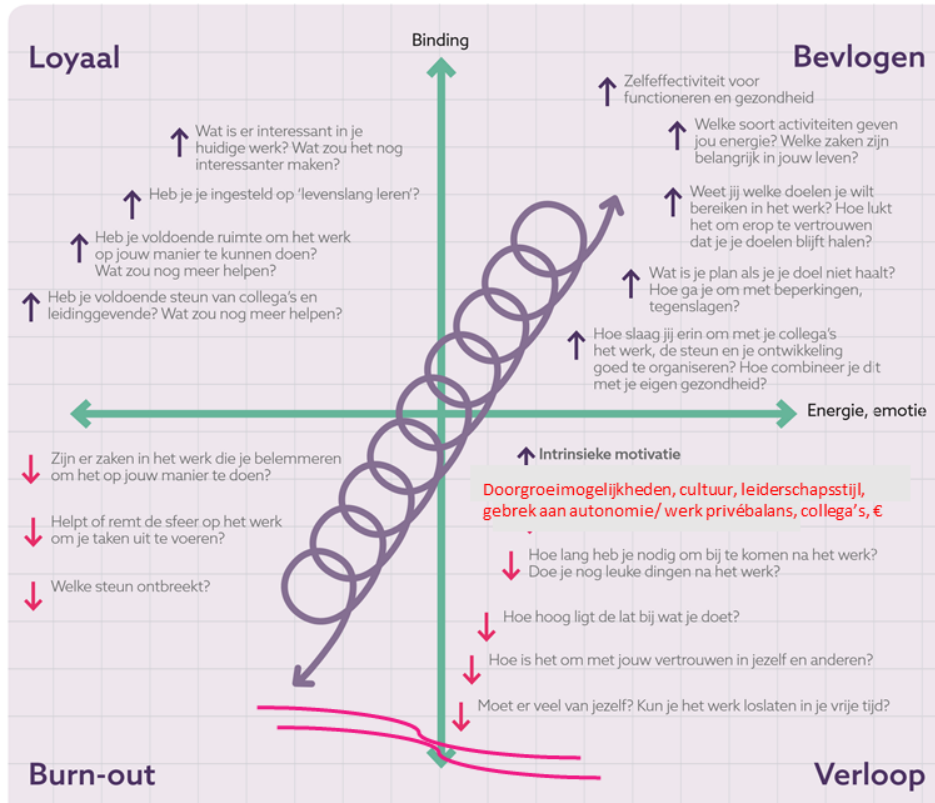 Binding
Loyaal
Bevlogen
Zelfeffectiviteit voor
functioneren en gezondheid
Wat is er interessant in je
huidige werk? Wat zou het nog
interessanter maken?
Heb je je ingesteld op ‘levenslang leren’?
Heb je voldoende ruimte om het werk
op jouw manier te kunnen doen?
Wat zou nog meer helpen?
Heb je voldoende steun van collega’s en
leidinggevende? Wat zou nog meer helpen?
Welke soort activiteiten geven
jou energie? Welke zaken zijn
belangrijk in jouw leven?
Weet jij welke doelen je wilt
bereiken in het werk? Hoe lukt
het om erop te vertrouwen
dat je je doelen blijft halen?
Wat is je plan als je je doel niet haalt?
Hoe ga je om met beperkingen,
tegenslagen?
Hoe slaag jij erin om met je collega’s
het werk, de steun en je ontwikkeling
goed te organiseren? Hoe combineer je dit
met je eigen gezondheid?
Energie, emotie
Zijn er zaken in het werk die je belemmeren
om het op jouw manier te doen?
Helpt of remt de sfeer op het werk
om je taken uit te voeren?
Welke steun ontbreekt?
Intrinsieke motivatie
Doorgroeimogelijkheden, cultuur, leiderschapsstijl,
gebrek aan autonomie/ werk privébalans, collega’s, €
Hoe lang heb je nodig om bij te komen na het werk?
Doe je nog leuke dingen na het werk?
Hoe hoog ligt de lat bij wat je doet?
Hoe is het om met jouw vertrouwen in jezelf en anderen?
Moet er veel van jezelf? Kun je het werk loslaten in je vrije tijd?
Burn-out
Verloop